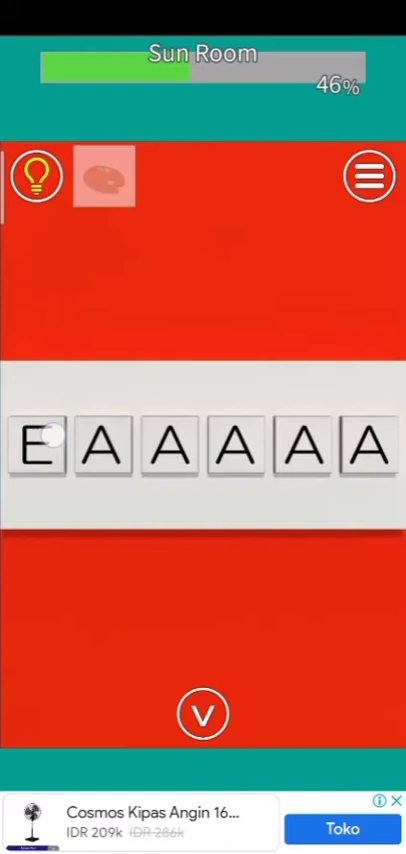 Sun Room
46%
E A A A A A
V
Cosmos Kipas Angin 16...
IDR 209k IDR 286k
Toko